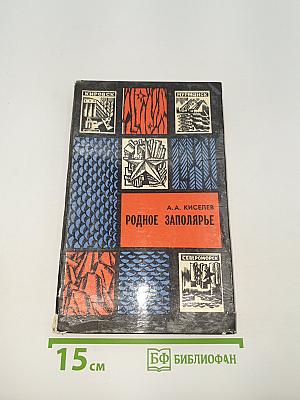 КИРОВСК
МУРМАНСК
А. А. КИСЕЛЕВ
РОДНОЕ ЗАПОЛЯРЬЕ
СЕВЕРОМОРСК
15 см
БФ БИБЛИОФАН